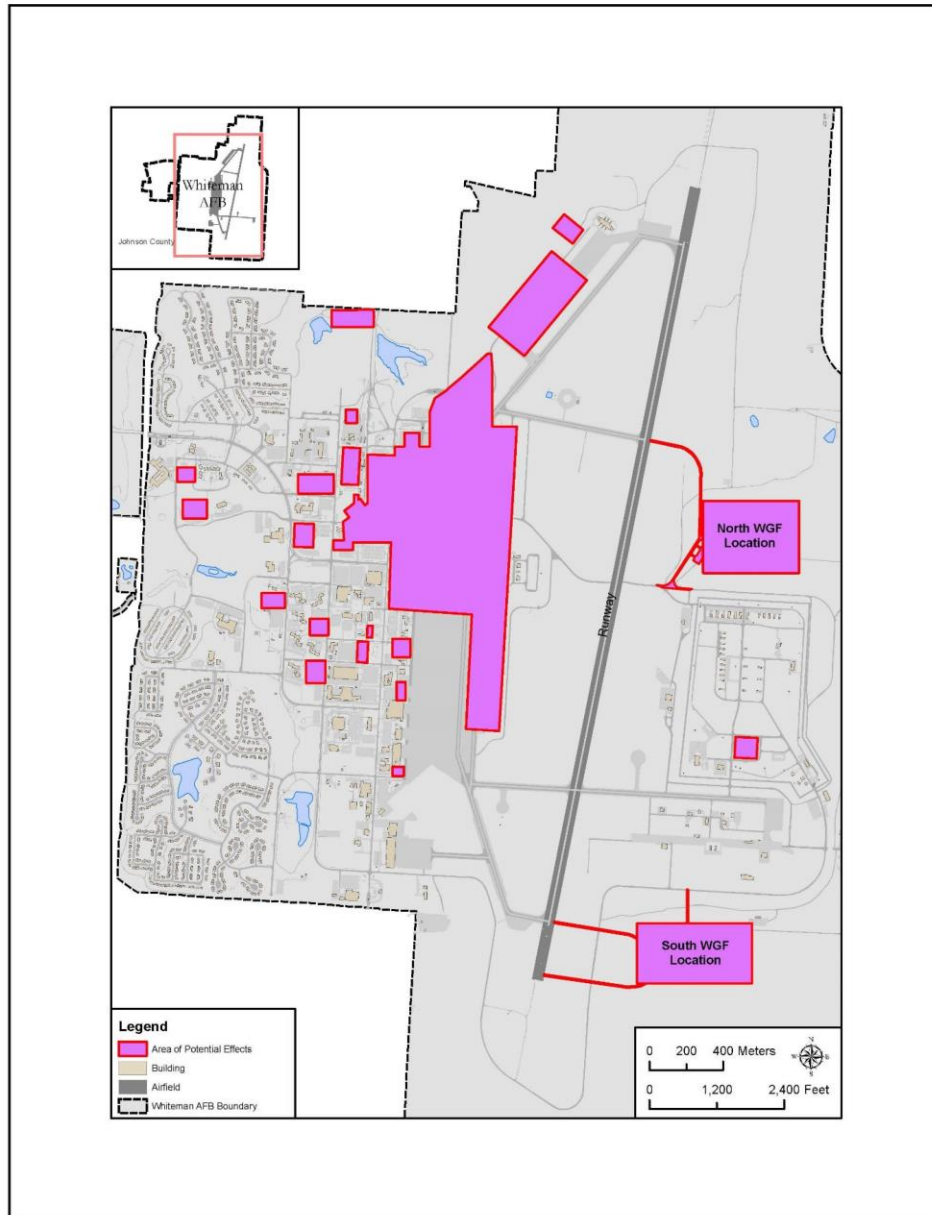 Whiteman
AFB
Johnson County
North WGF
Location
Runway
South WGF
Location
Legend
Area of Potential Effects
Building
Airfield
Whiteman AFB Boundary
0 200 400 Meters
N
W E
S
0 1,200 2,400 Feet